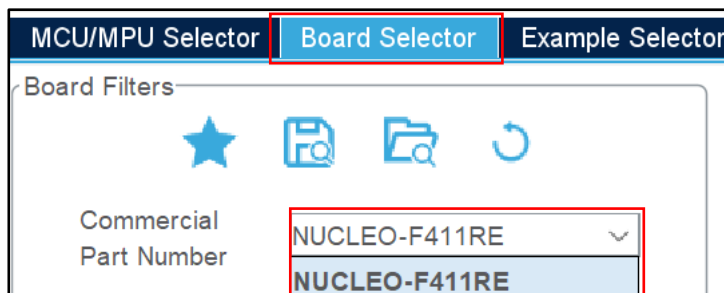 MCU/MPU Selector Board Selector Example Selector
Board Filters
Commercial
Part Number
NUCLEO-F411RE
NUCLEO-F411RE